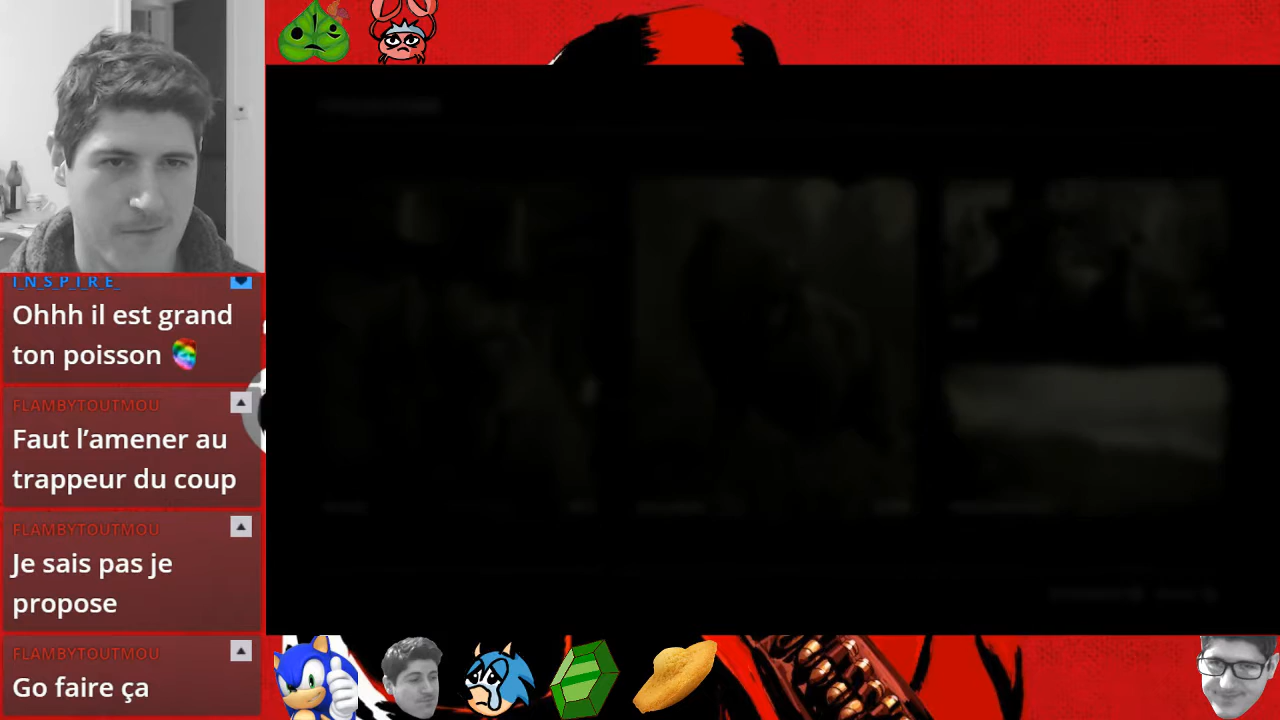 I_N_S_P_I_R_E_
Ohhh il est grand
ton poisson
FLAMBYTOUTMOU
Faut l'amener au
trappeur du coup
FLAMBYTOUTMOU
Je sais pas je
propose
FLAMBYTOUTMOU
Go faire ça